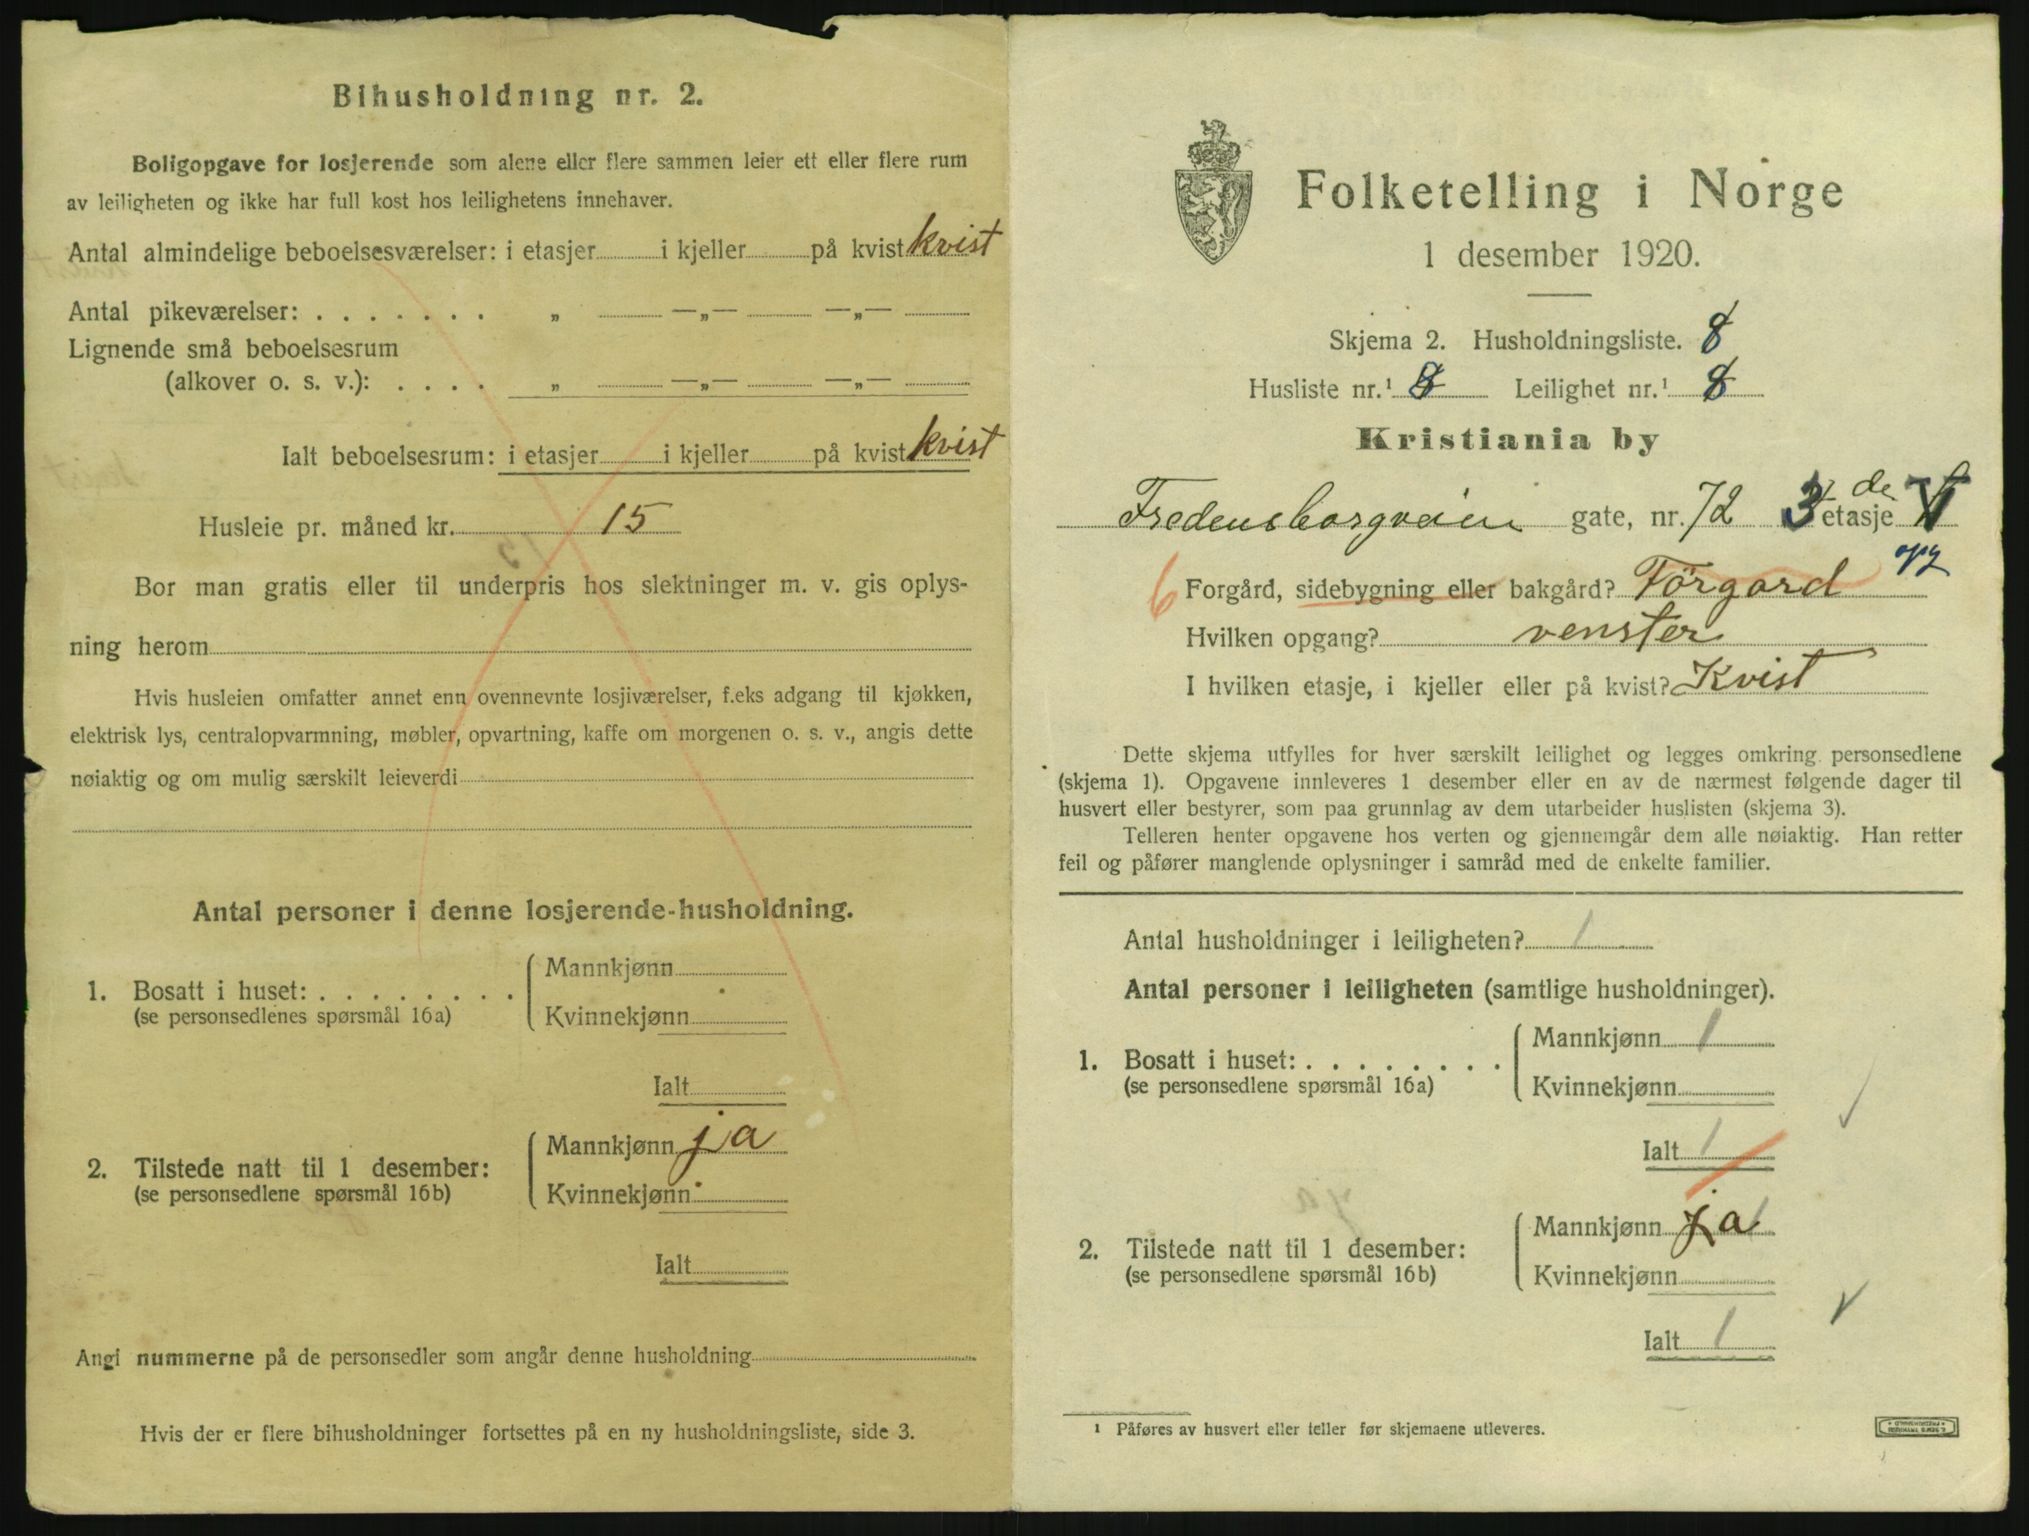 Bihusholdning nr. 2.
Boligopgave for losjerende som alene eller flere sammen leier ett eller flere rum
av leiligheten og ikke har full kost hos leilighetens innehaver.
Antal almindelige beboelsesværelser: i etasjer i kjeller på kvist kvist
Antal pikeværelser: . . . . . . . „ —„— —„—
Lignende små beboelsesrum
(alkover o. s. v.): . . . . „ —„— —„—
Ialt beboelsesrum: i etasjer i kjeller på kvist kvist
Husleie pr. måned kr. 15
Bor man gratis eller til underpris hos slektninger m. v. gis oplys-
ning herom
Hvis husleien omfatter annet enn ovennevnte losjiværelser, f.eks adgang til kjøkken,
elektrisk lys, centralopvarmning, møbler, opvartning, kaffe om morgenen o. s. v., angis dette
nøiaktig og om mulig særskilt leieverdi
Antal personer i denne losjerende-husholdning.
Mannkjønn
1. Bosatt i huset: . . . . . . . .
(se personsedlenes spørsmål 16a)
Kvinnekjønn
Ialt
Mannkjønn ja
2. Tilstede natt til 1 desember:
(se personsedlene spørsmål 16b)
Kvinnekjønn
Ialt
Angi nummerne på de personsedler som angår denne husholdning
Hvis der er flere bihusholdninger fortsettes på en ny husholdningsliste, side 3.
Folketelling i Norge
1 desember 1920.
Skjema 2. Husholdningsliste. 8
Husliste nr.¹ 8 Leilighet nr.¹ 8
Kristiania by
Fredensborgveien gate, nr. 72 3 de etasje
opg
6 Forgård, sidebygning eller bakgård? Forgard
Hvilken opgang? venster
I hvilken etasje, i kjeller eller på kvist? Kvist
Dette skjema utfylles for hver særskilt leilighet og legges omkring personsedlene
(skjema 1). Opgavene innleveres 1 desember eller en av de nærmest følgende dager til
husvert eller bestyrer, som paa grunnlag av dem utarbeider huslisten (skjema 3).
Telleren henter opgavene hos verten og gjennemgår dem alle nøiaktig. Han retter
feil og påfører manglende oplysninger i samråd med de enkelte familier.
Antal husholdninger i leiligheten? 1
Antal personer i leiligheten (samtlige husholdninger).
Mannkjønn 1
1. Bosatt i huset: . . . . . . . .
(se personsedlene spørsmål 16a)
Kvinnekjønn
Ialt 1
Mannkjønn ja 1
2. Tilstede natt til 1 desember:
(se personsedlene spørsmål 16b)
Kvinnekjønn
Ialt 1
¹ Påføres av husvert eller teller før skjemaene utleveres.